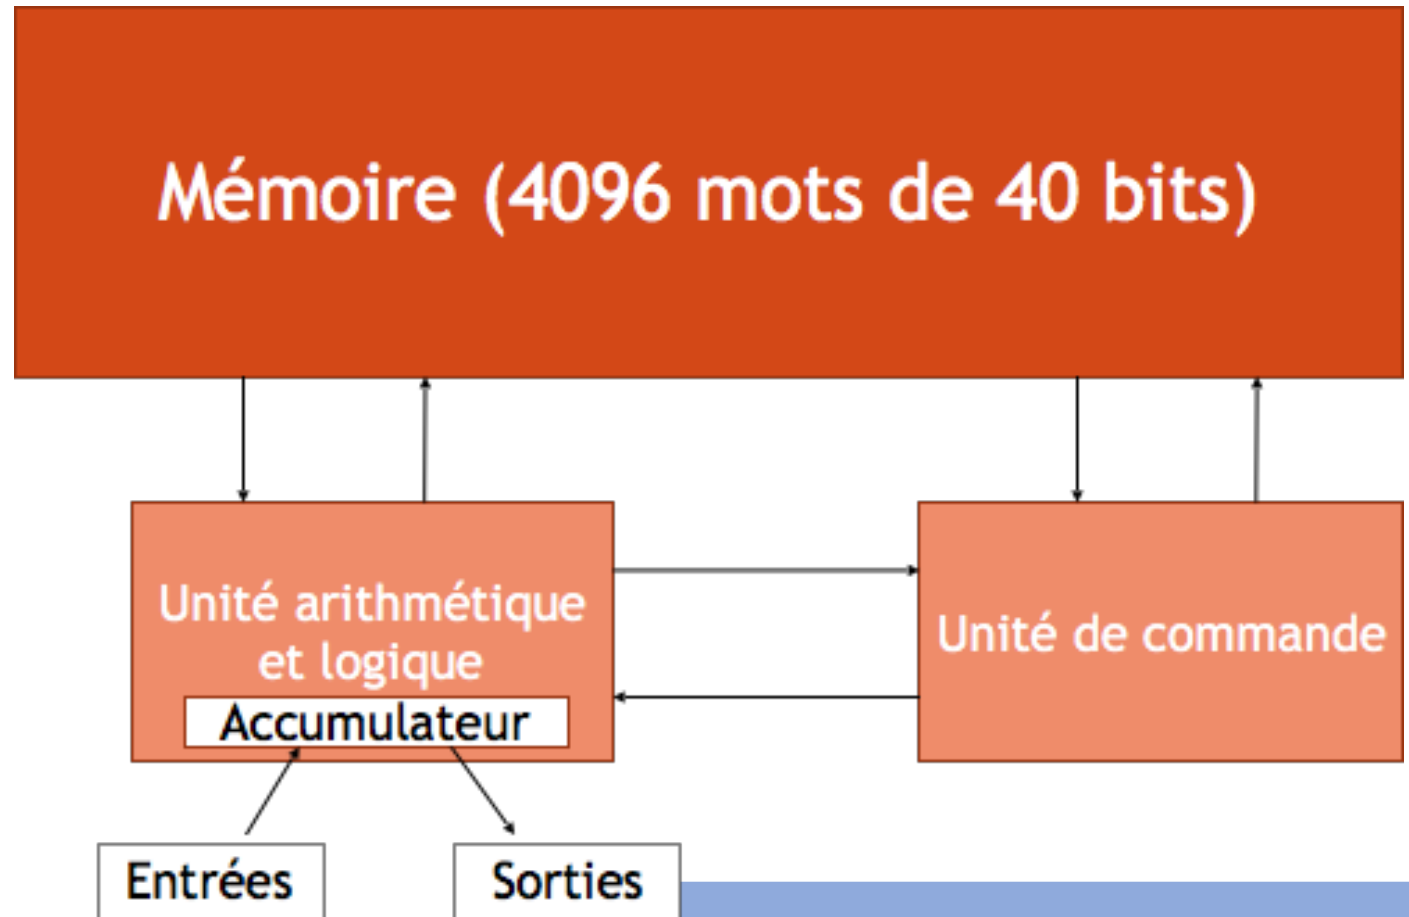 Mémoire (4096 mots de 40 bits)
Unité arithmétique
et logique
Accumulateur
Unité de commande
Entrées
Sorties